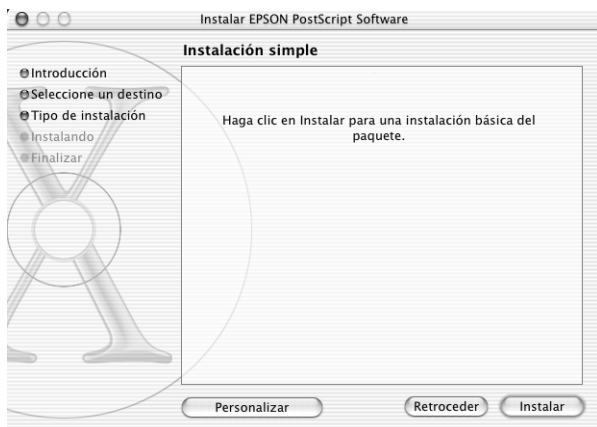 Instalar EPSON PostScript Software
Instalación simple
Introducción
Seleccione un destino
Tipo de instalación
Instalando
Finalizar
Haga clic en Instalar para una instalación básica del
paquete.
Personalizar
Retroceder
Instalar